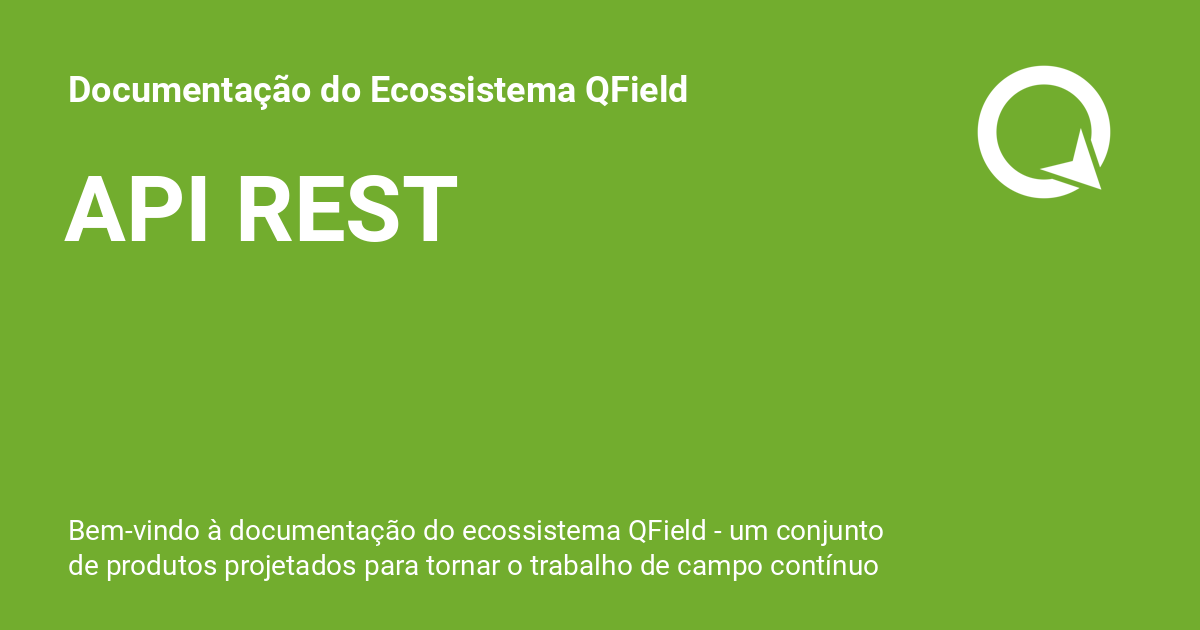 Documentação do Ecossistema QField
API REST
Bem-vindo à documentação do ecossistema QField - um conjunto
de produtos projetados para tornar o trabalho de campo contínuo